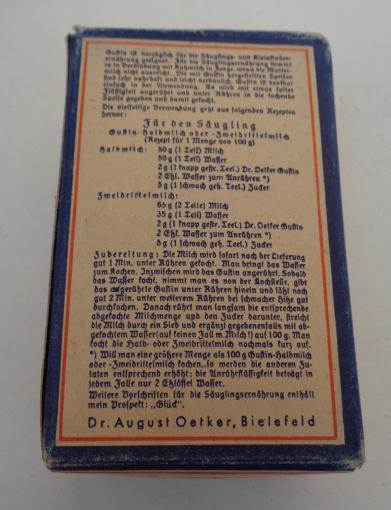 Gustin ist vorzüglich für die Säuglings- und Kleinkinder-
ernährung geeignet. Für die Säuglingsernährung kommt
es in Verbindung mit Kuhmilch in Frage, wenn die Mutter-
milch nicht ausreicht. Die mit Gustin hergestellten Speisen
sind sehr nahrhaft und leicht verdaulich. Gustin ist denkbar
einfach in der Anwendung. Es wird mit etwas kalter
Flüssigkeit angerührt und unter Rühren in die kochende
Speise gegeben und damit gekocht.
Die vielseitige Verwendung geht aus folgenden Rezepten
hervor:
Für den Säugling
Gustin-Halbmilch oder -Zweidrittelmilch
(Rezept für 1 Menge von 100 g)
Halbmilch: 50 g (1 Teil) Milch
50 g (1 Teil) Wasser
2 g (1 knapp gestr. Teel.) Dr. Oetker Gustin
2 Eßl. Wasser zum Anrühren *)
5 g (1 schwach geh. Teel.) Zucker
Zweidrittelmilch:
65 g (2 Teile) Milch
35 g (1 Teil) Wasser
2 g (1 knapp gestr. Teel.) Dr. Oetker Gustin
2 Eßl. Wasser zum Anrühren *)
5 g (1 schwach geh. Teel.) Zucker
Zubereitung: Die Milch wird sofort nach der Lieferung
gut 1 Min. unter Rühren gekocht. Man bringt das Wasser
zum Kochen. Inzwischen wird das Gustin angerührt. Sobald
das Wasser kocht, nimmt man es von der Kochstelle, gibt
das angerührte Gustin unter Rühren hinein und läßt noch
gut 2 Min. unter weiterem Rühren bei schwacher Hitze gut
durchkochen. Danach rührt man langsam die entsprechende
abgekochte Milchmenge und den Zucker darunter, streicht
die Milch durch ein Sieb und ergänzt gegebenenfalls mit ab-
gekochtem Wasser (auf keinen Fall m. Milch!) auf 100 g. Man
kocht die Halb- oder Zweidrittelmilch nochmals kurz auf.
*) Will man eine größere Menge als 100 g Gustin-Halbmilch
oder -Zweidrittelmilch kochen, so werden die anderen Zu-
taten entsprechend erhöht; die Anrührflüssigkeit beträgt in
jedem Falle nur 2 Eßlöffel Wasser.
Weitere Vorschriften für die Säuglingsernährung enthält
mein Prospekt: „Glück".
Dr. August Oetker, Bielefeld